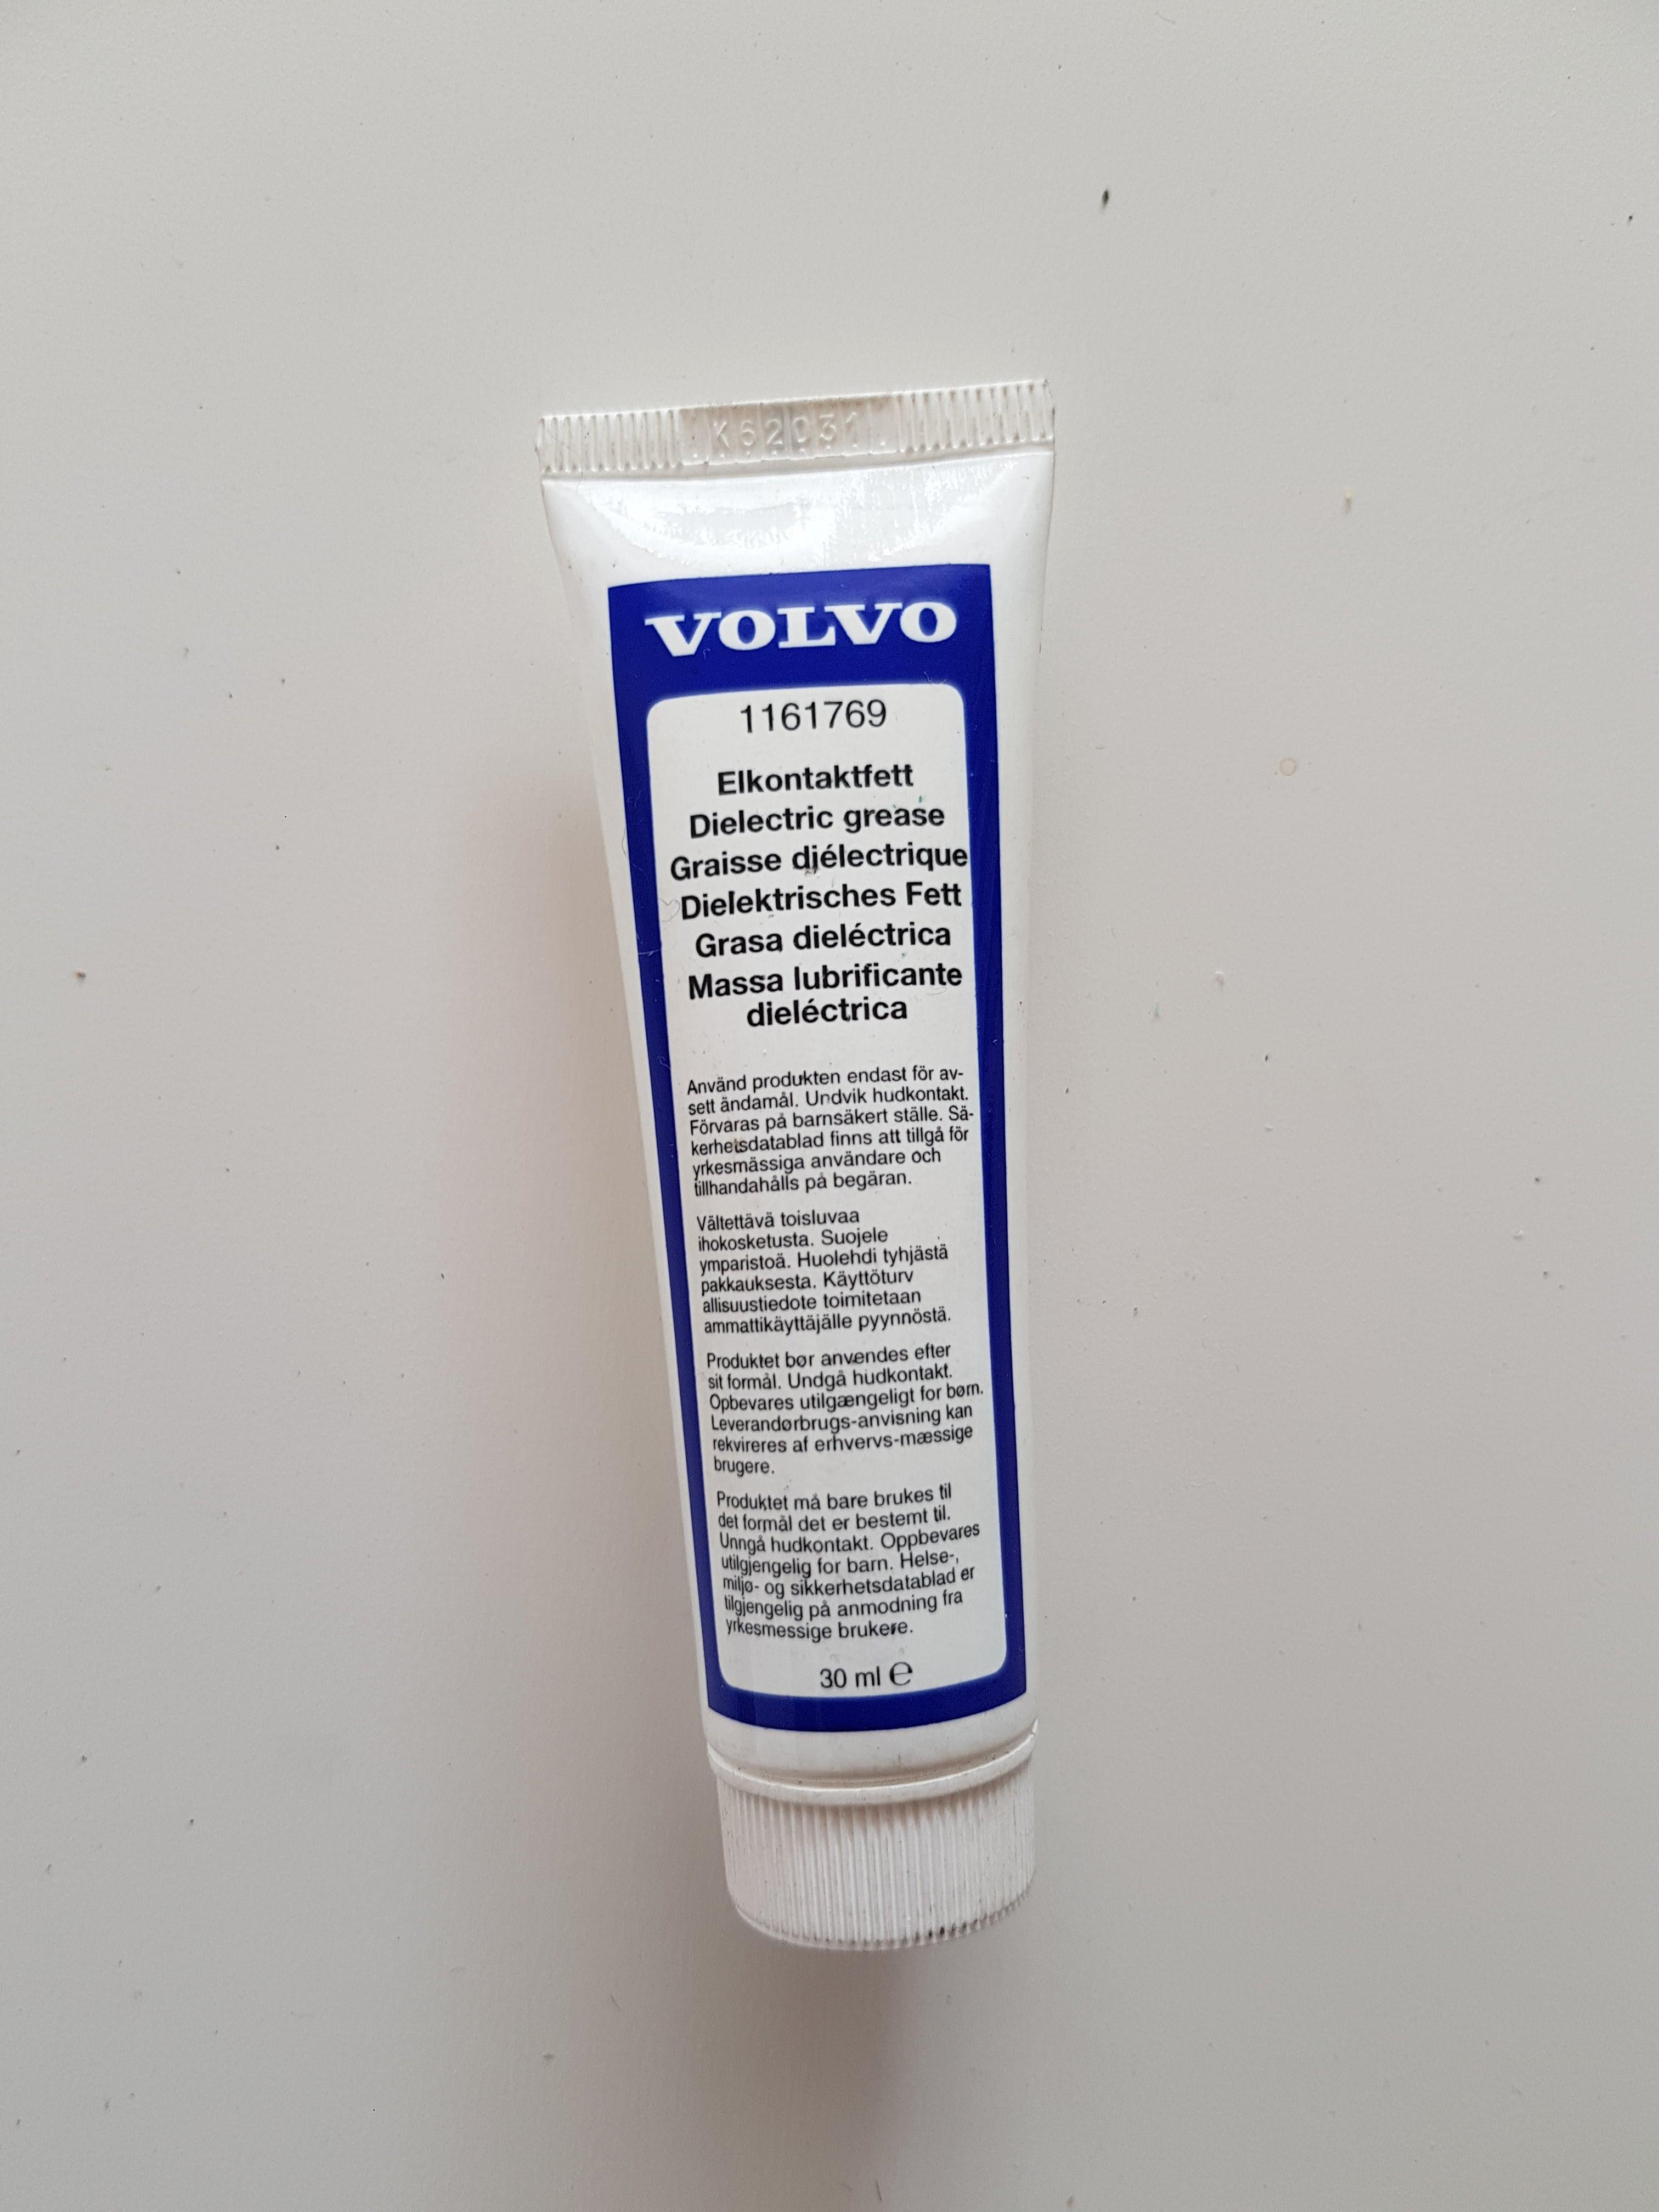 K62031
VOLVO
1161769
Elkontaktfett
Dielectric grease
Graisse diélectrique
Dielektrisches Fett
Grasa dieléctrica
Massa lubrificante
dieléctrica
Använd produkten endast för av-
sett ändamål. Undvik hudkontakt.
Förvaras på barnsäkert ställe. Sä-
kerhetsdatablad finns att tillgå för
yrkesmässiga användare och
tillhandahålls på begäran.
Vältettävä toisluvaa
ihokosketusta. Suojele
ymparistoä. Huolehdi tyhjästä
pakkauksesta. Käyttöturv
allisuustiedote toimitetaan
ammattikäyttäjälle pyynnöstä.
Produktet bør anvendes efter
sit formål. Undgå hudkontakt.
Opbevares utilgængeligt for børn.
Leverandørbrugs-anvisning kan
rekvireres af erhvervs-mæssige
brugere.
Produktet må bare brukes til
det formål det er bestemt til.
Unngå hudkontakt. Oppbevares
utilgjengelig for barn. Helse-,
miljø- og sikkerhetsdatablad er
tilgjengelig på anmodning fra
yrkesmessige brukere.
30 ml ℮